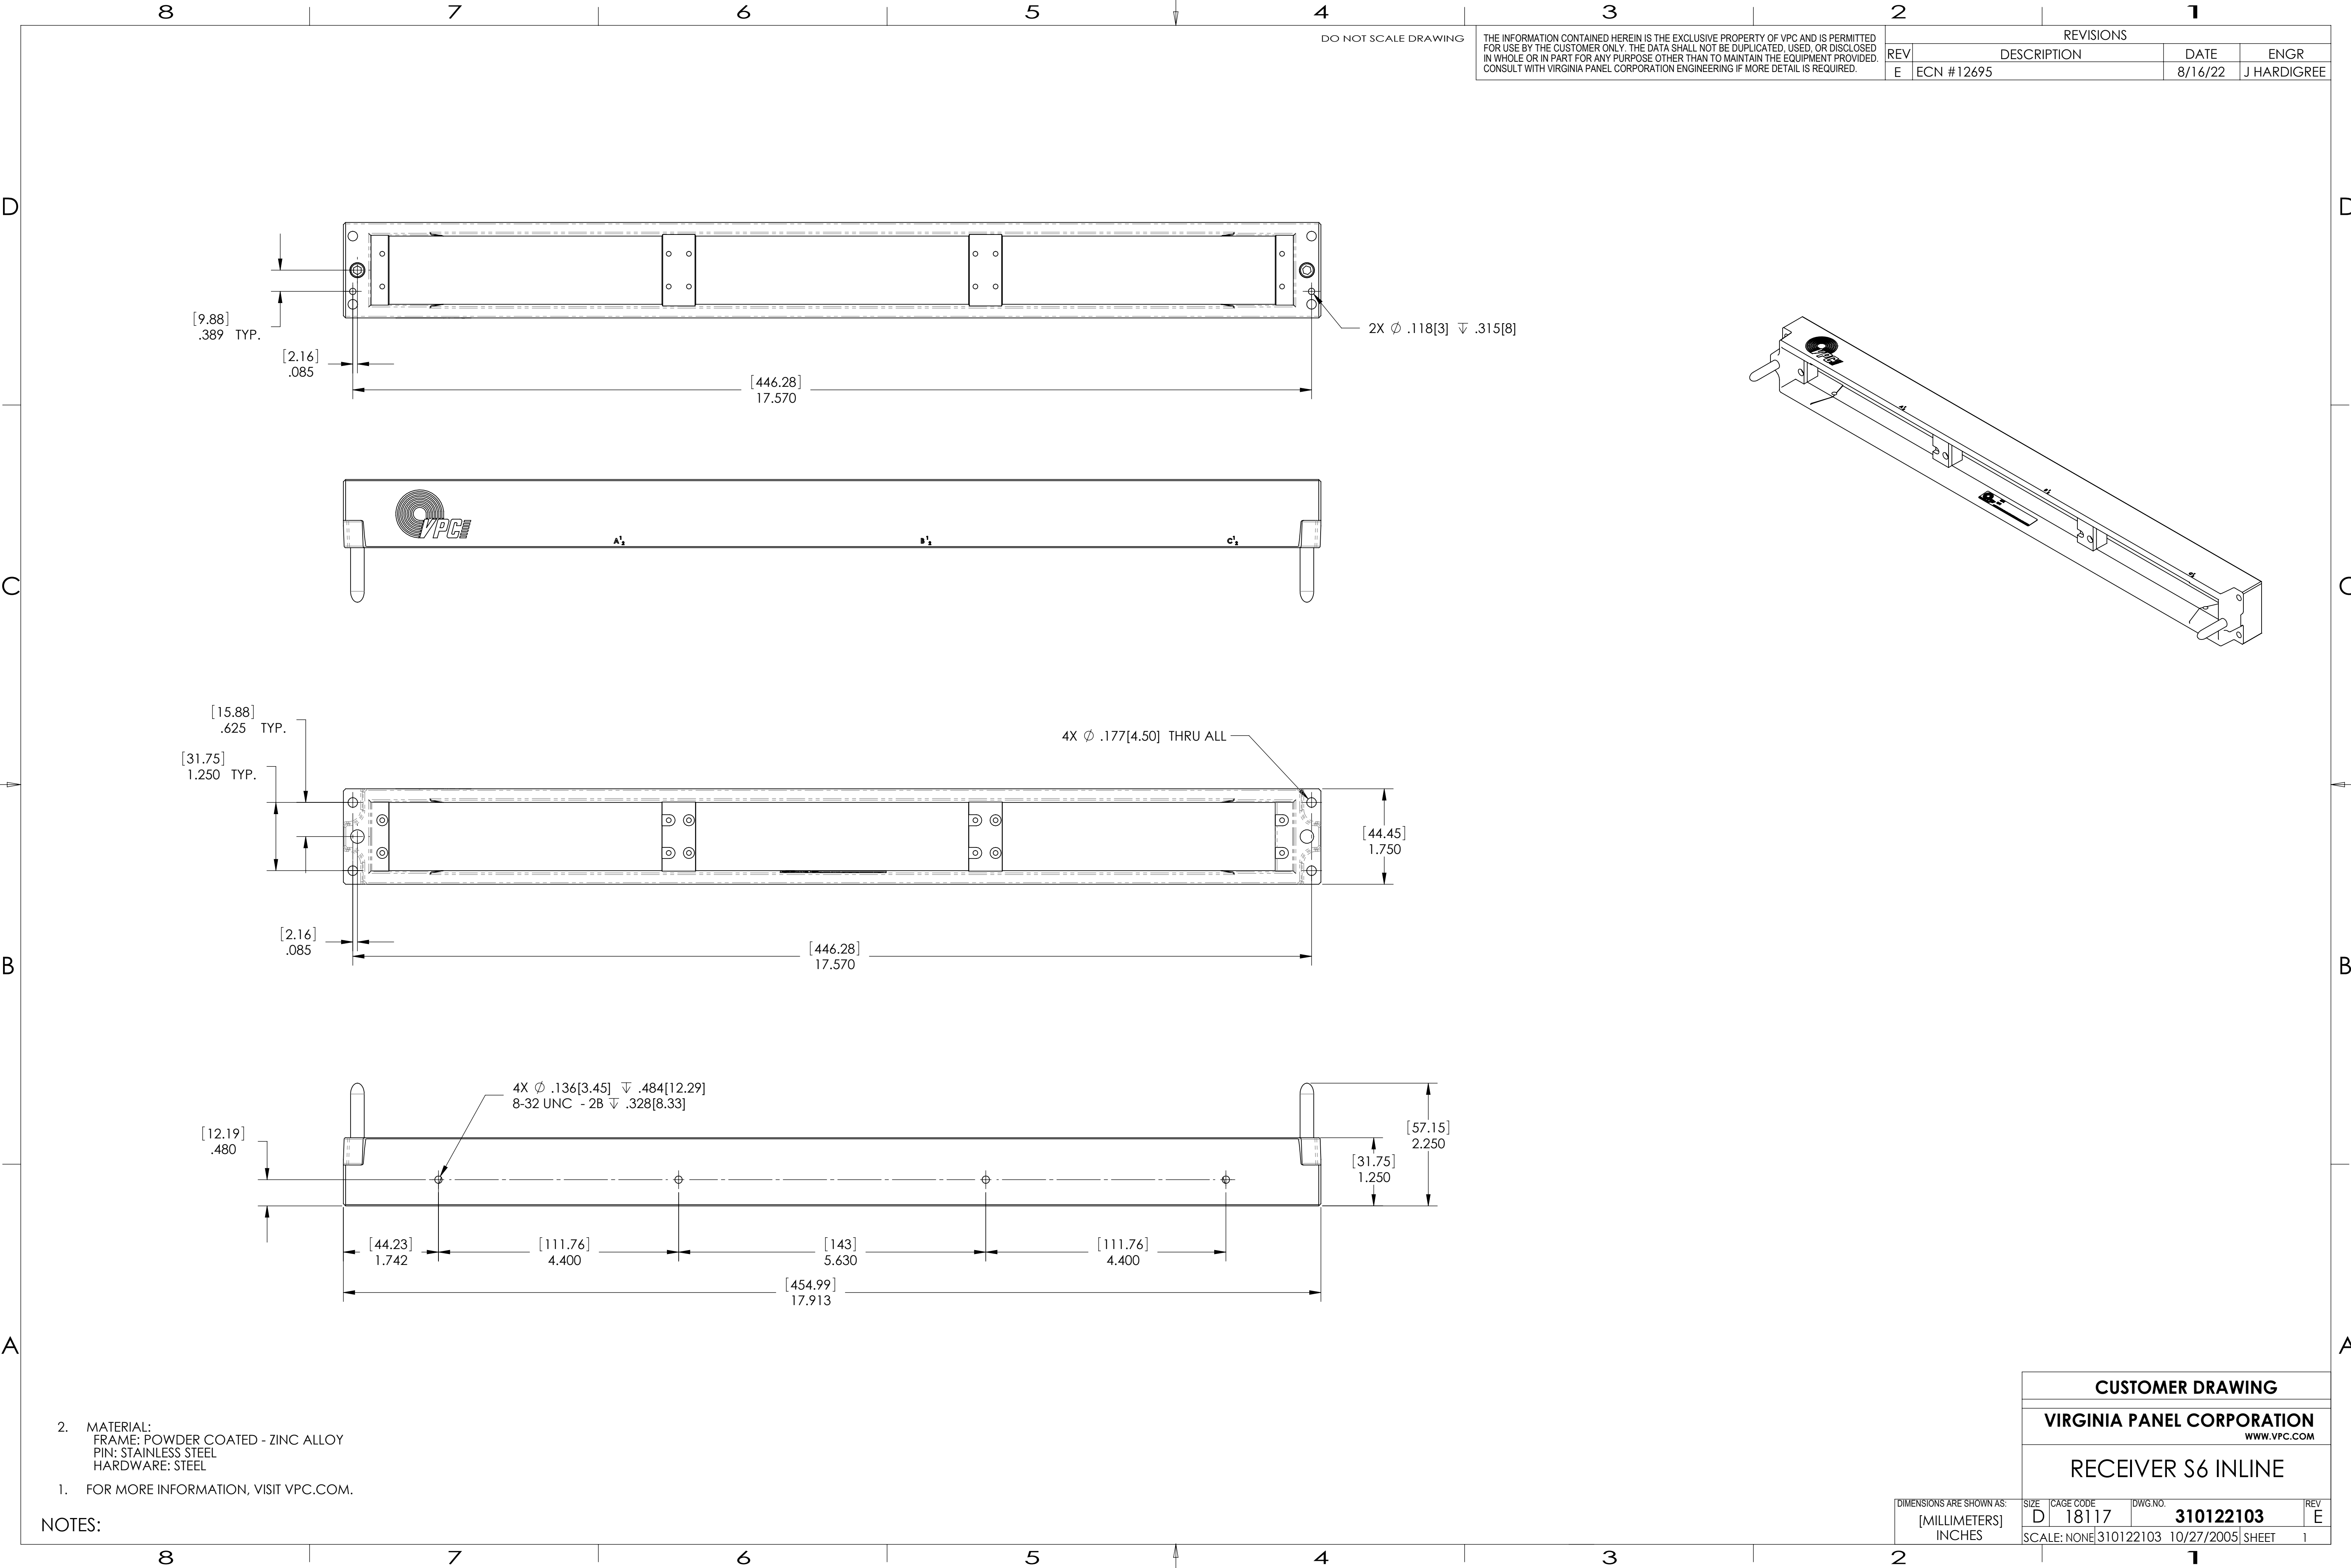 8 7 6 5 4 3 2 1
DO NOT SCALE DRAWING
THE INFORMATION CONTAINED HEREIN IS THE EXCLUSIVE PROPERTY OF VPC AND IS PERMITTED
FOR USE BY THE CUSTOMER ONLY. THE DATA SHALL NOT BE DUPLICATED, USED, OR DISCLOSED
IN WHOLE OR IN PART FOR ANY PURPOSE OTHER THAN TO MAINTAIN THE EQUIPMENT PROVIDED.
CONSULT WITH VIRGINIA PANEL CORPORATION ENGINEERING IF MORE DETAIL IS REQUIRED.
REVISIONS
REV DESCRIPTION DATE ENGR
E ECN #12695 8/16/22 J HARDIGREE
D D
[9.88]
.389 TYP.
[2.16]
.085
[446.28]
17.570
2X ∅ .118[3] ↧ .315[8]
VPC
VPC
A 1 2
B 1 2
C 1 2
C C
[15.88]
.625 TYP.
[31.75]
1.250 TYP.
4X ∅ .177[4.50] THRU ALL
[44.45]
1.750
[2.16]
.085
[446.28]
17.570
B B
4X ∅ .136[3.45] ↧ .484[12.29]
8-32 UNC - 2B ↧ .328[8.33]
[12.19]
.480
[57.15]
2.250
[31.75]
1.250
[44.23]
1.742
[111.76]
4.400
[143]
5.630
[111.76]
4.400
[454.99]
17.913
A A
2. MATERIAL:
FRAME: POWDER COATED - ZINC ALLOY
PIN: STAINLESS STEEL
HARDWARE: STEEL
1. FOR MORE INFORMATION, VISIT VPC.COM.
NOTES:
CUSTOMER DRAWING
VIRGINIA PANEL CORPORATION
WWW.VPC.COM
RECEIVER S6 INLINE
DIMENSIONS ARE SHOWN AS:
[MILLIMETERS]
INCHES
SIZE CAGE CODE DWG.NO. REV
D 18117 310122103 E
SCALE: NONE 310122103 10/27/2005 SHEET 1
8 7 6 5 4 3 2 1